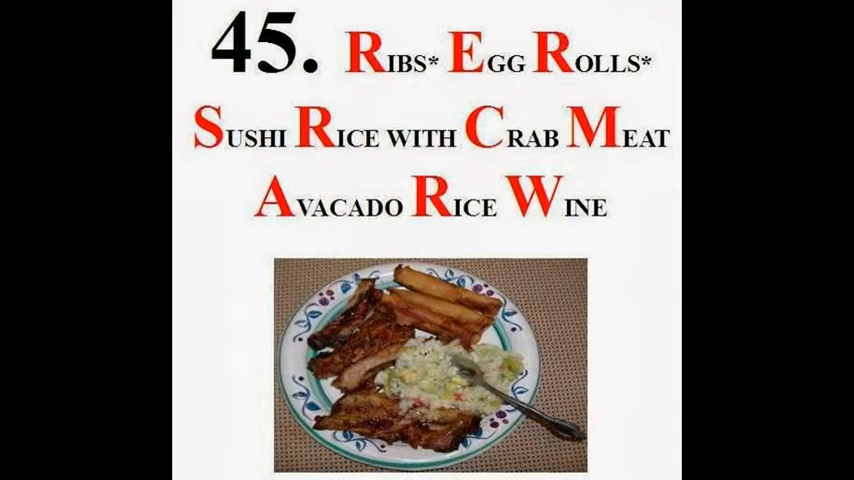 45. RIBS* EGG ROLLS*
SUSHI RICE WITH CRAB MEAT
AVACADO RICE WINE